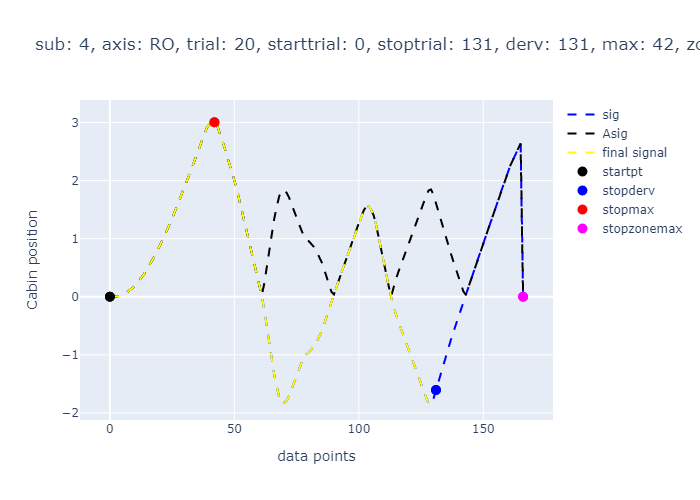 sub: 4, axis: RO, trial: 20, starttrial: 0, stoptrial: 131, derv: 131, max: 42,
sig
Asig
final signal
startpt
stopderv
stopmax
stopzonemax
3
2
1
0
−1
−2
Cabin position
0
50
100
150
data points